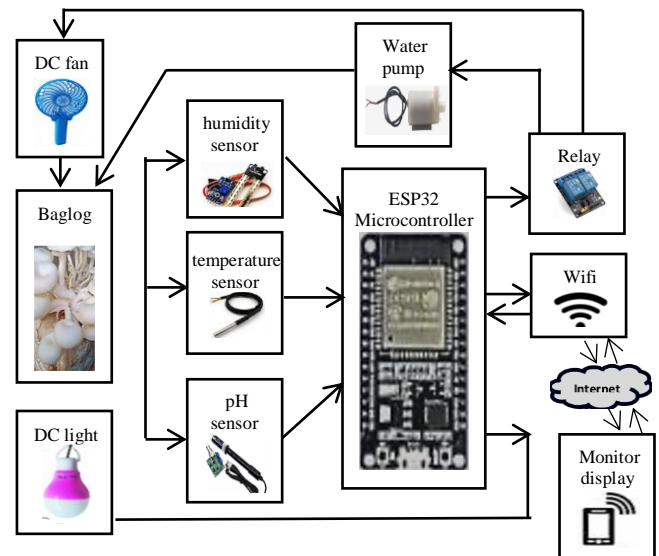 DC fan
Water
pump
humidity
sensor
Relay
Baglog
ESP32
Microcontroller
temperature
sensor
Wifi
Internet
pH
sensor
DC light
Monitor
display